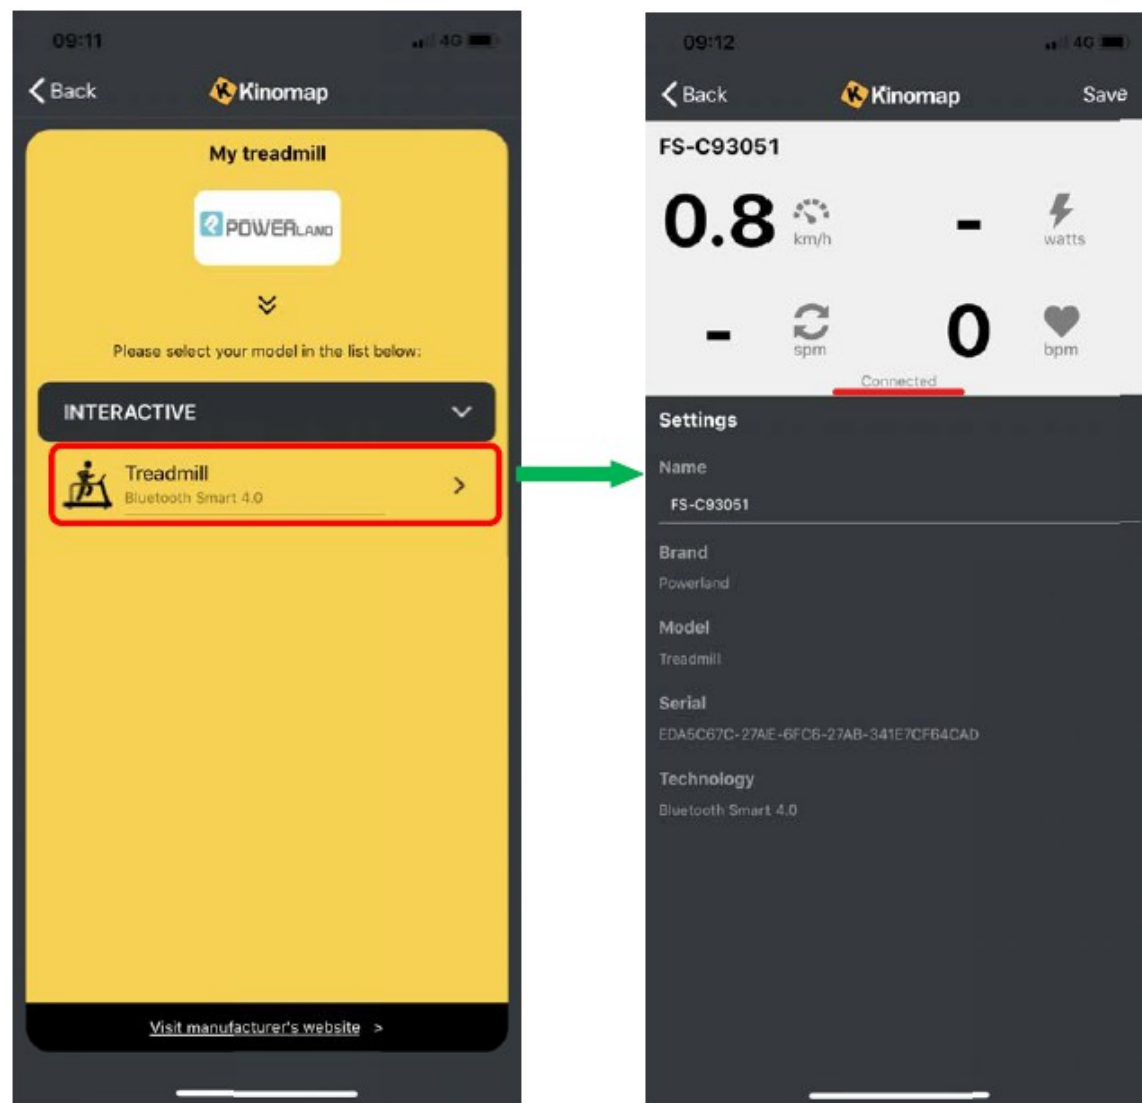 09:11
4G
Back
Kinomap
My treadmill
POWERLAND
Please select your model in the list below:
INTERACTIVE
Treadmill
Bluetooth Smart 4.0
Visit manufacturer's website >
09:12
4G
Back
Kinomap
Save
FS-C93051
0.8 km/h
- watts
- spm
0 bpm
Connected
Settings
Name
FS-C93051
Brand
Powerland
Model
Treadmill
Serial
EDA5C67C-27AE-6FC6-27AB-341E7CF64CAD
Technology
Bluetooth Smart 4.0